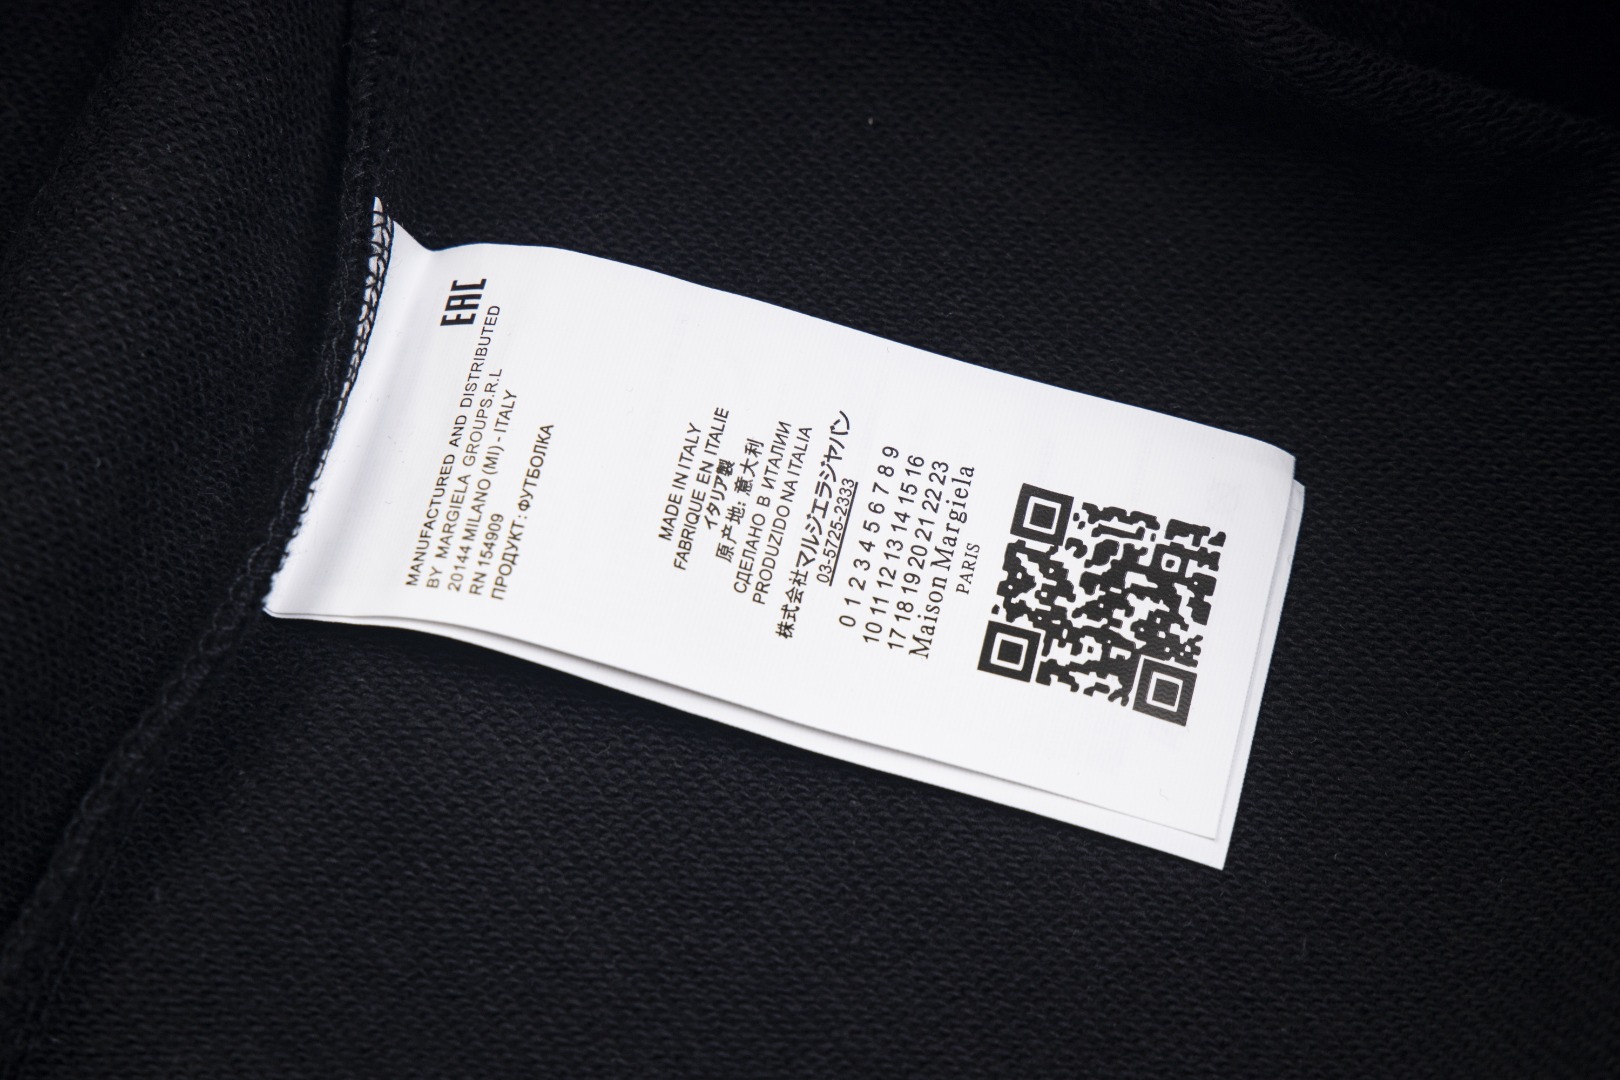 EAC
MANUFACTURED AND DISTRIBUTED
BY MARGIELA GROUPS.R.L
20144 MILANO (MI) - ITALY
RN 154909
ПРОДУКТ: ФУТБОЛКА
MADE IN ITALY
FABRIQUE EN ITALIE
イタリア製
原产地: 意大利
СДЕЛАНО В ИТАЛИИ
PRODUZIDO NA ITALIA
株式会社マルジエラジャパン
03-5725-2333
0 1 2 3 4 5 6 7 8 9
10 11 12 13 14 15 16
17 18 19 20 21 22 23
Maison Margiela
PARIS